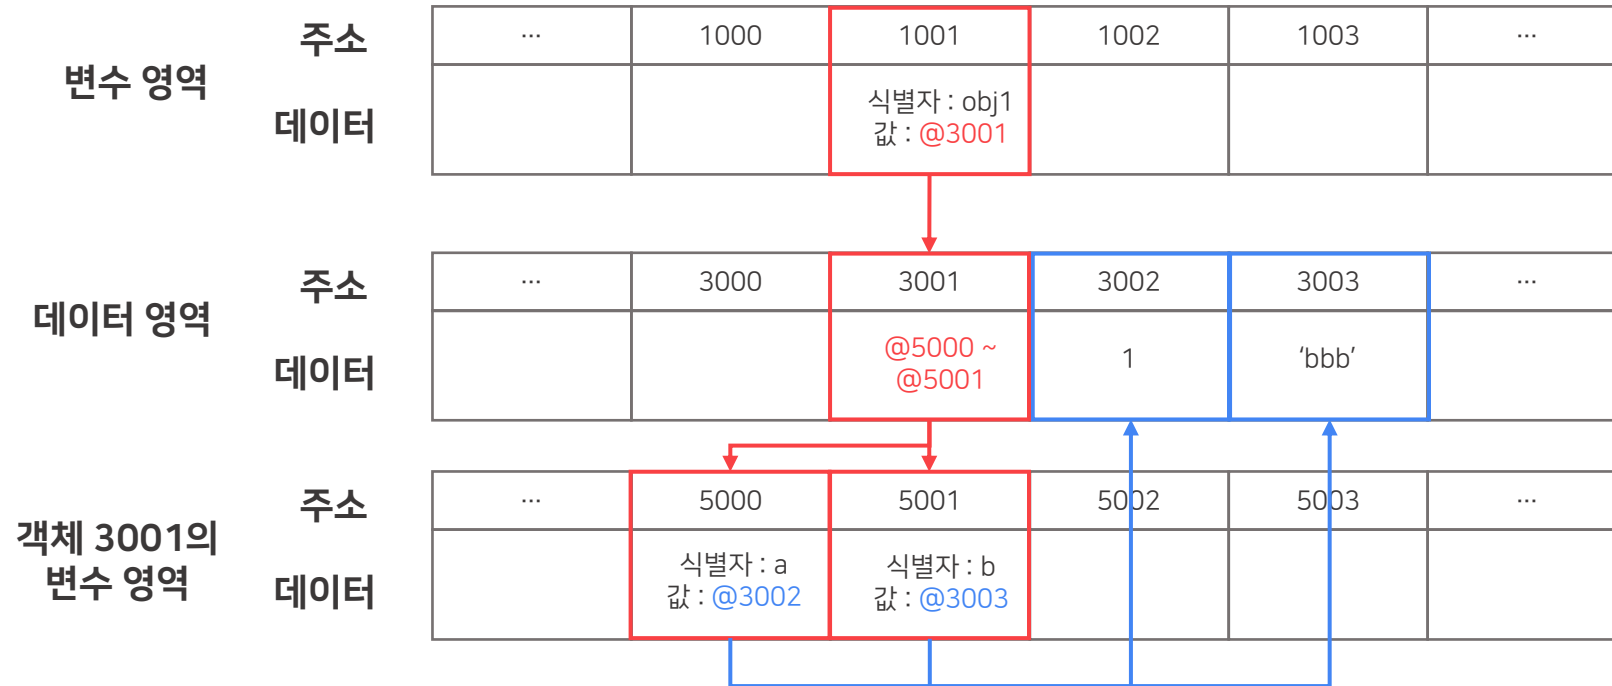 변수 영역
주소
… 1000 1001 1002 1003 …
데이터
식별자 : obj1
값 : @3001
데이터 영역
주소
… 3000 3001 3002 3003 …
데이터
@5000 ~
@5001
1
‘bbb’
객체 3001의
변수 영역
주소
… 5000 5001 5002 5003 …
데이터
식별자 : a
값 : @3002
식별자 : b
값 : @3003